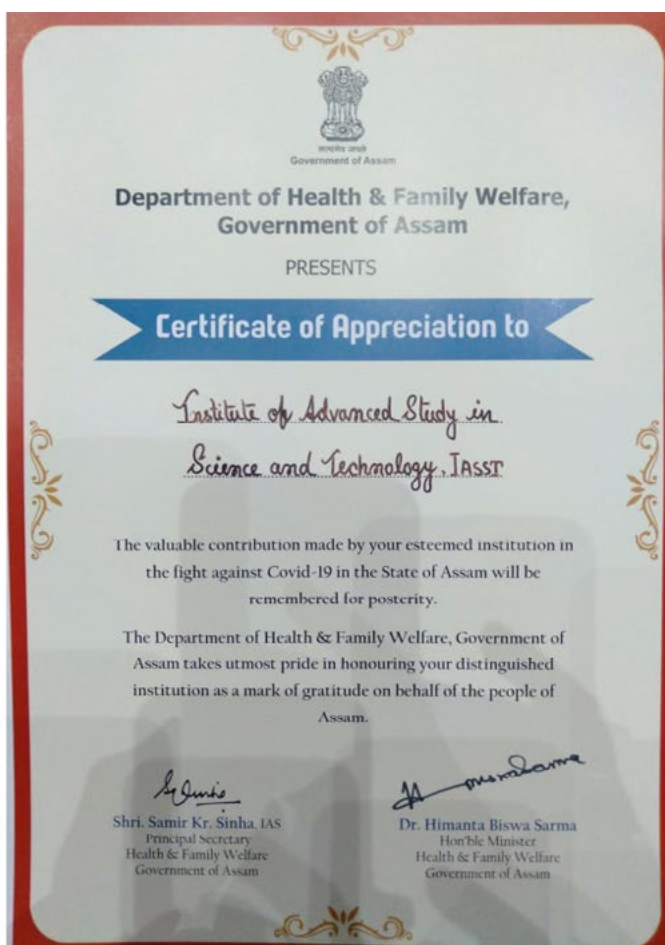 सत्यमेव जयते
Government of Assam
Department of Health & Family Welfare,
Government of Assam
PRESENTS
Certificate of Appreciation to
Institute of Advanced Study in
Science and Technology, IASST
The valuable contribution made by your esteemed institution in
the fight against Covid-19 in the State of Assam will be
remembered for posterity.
The Department of Health & Family Welfare, Government of
Assam takes utmost pride in honouring your distinguished
institution as a mark of gratitude on behalf of the people of
Assam.
Shri. Samir Kr. Sinha, IAS
Principal Secretary
Health & Family Welfare
Government of Assam
Dr. Himanta Biswa Sarma
Hon'ble Minister
Health & Family Welfare
Government of Assam